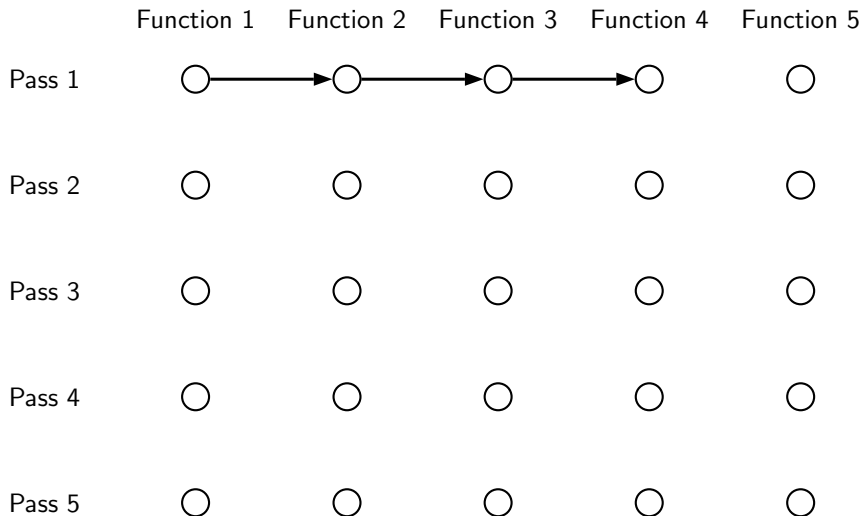 Function 1 Function 2 Function 3 Function 4 Function 5
Pass 1
Pass 2
Pass 3
Pass 4
Pass 5